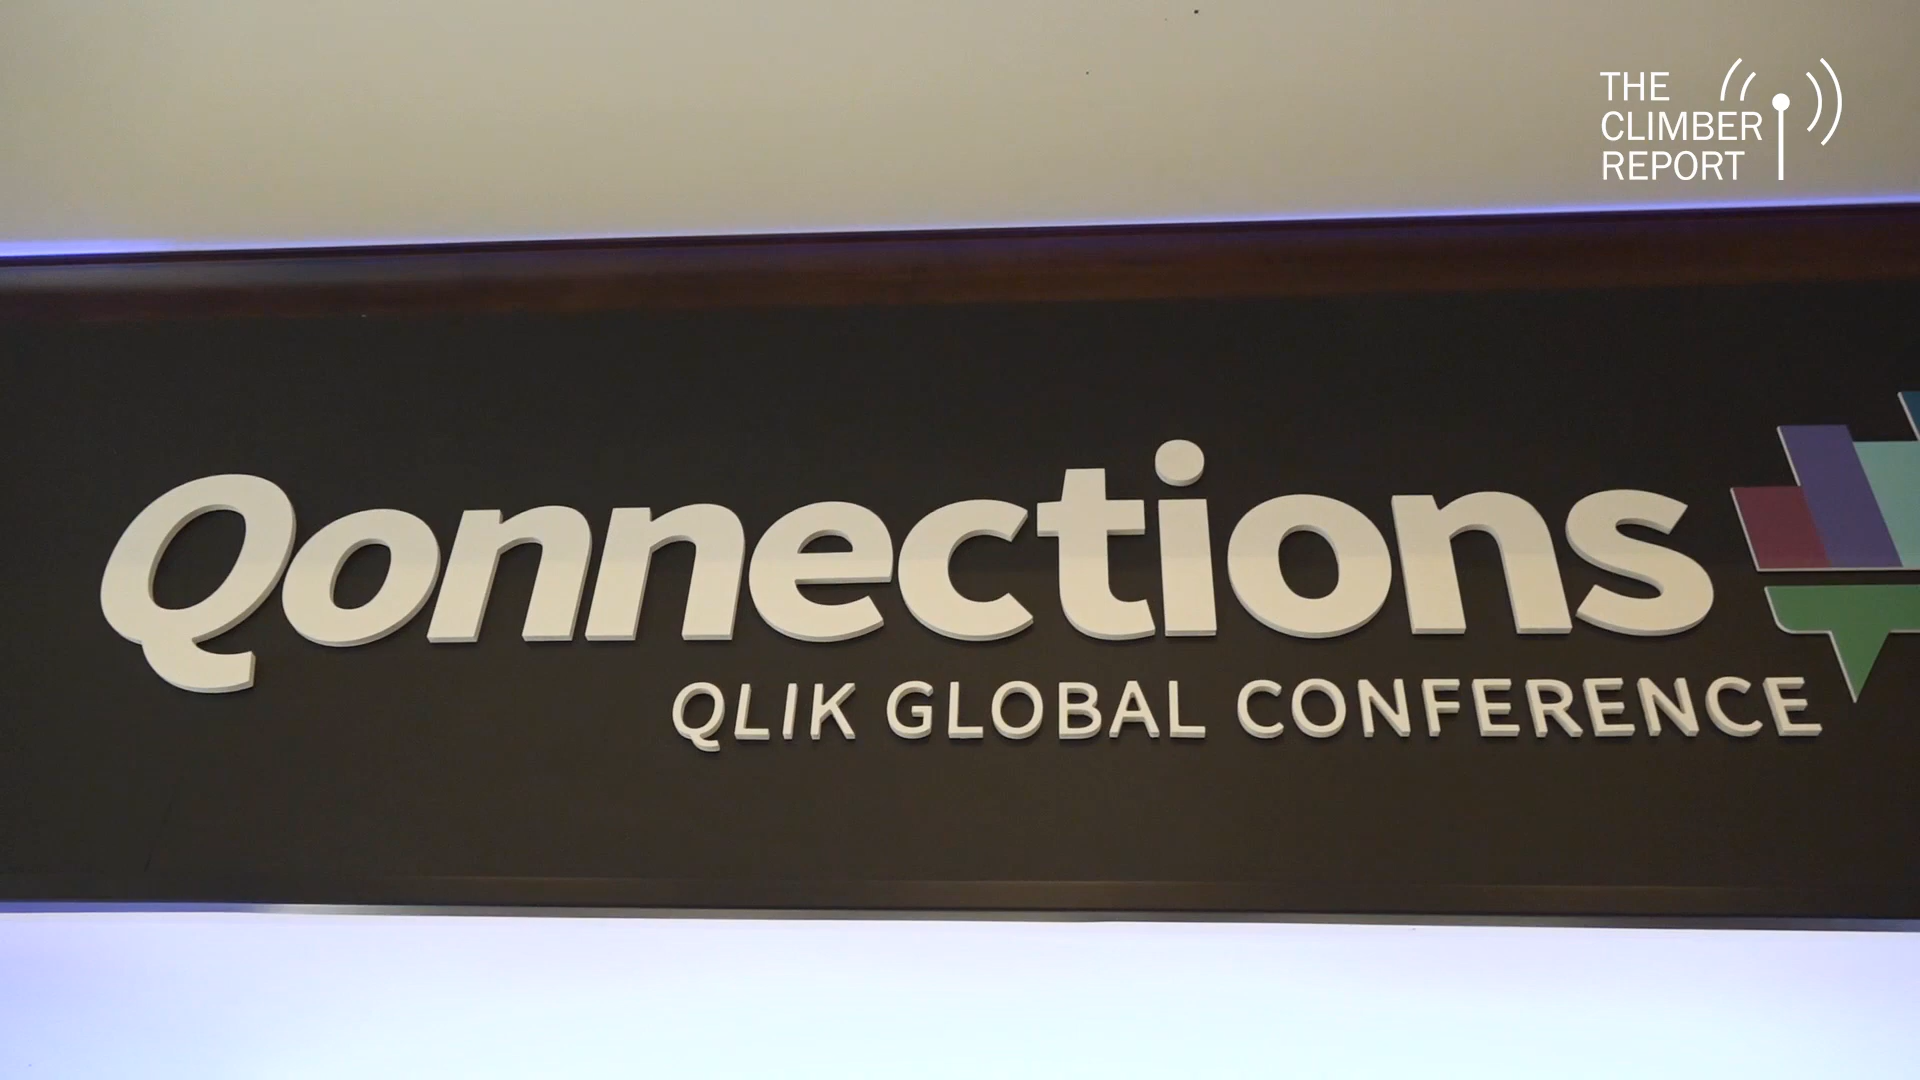 THE
CLIMBER
REPORT
Qonnections
QLIK GLOBAL CONFERENCE